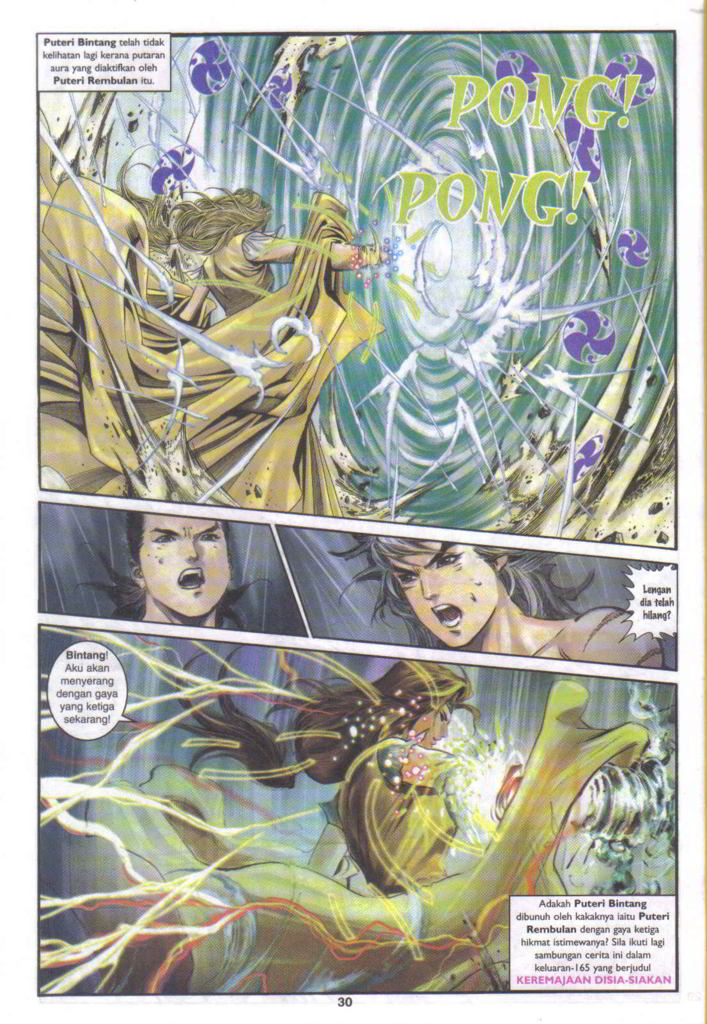 Puteri Bintang telah tidak
kelihatan lagi kerana putaran
aura yang diaktifkan oleh
Puteri Rembulan itu.
PONG!
PONG!
Lengan
dia telah
hilang?
Bintang!
Aku akan
menyerang
dengan gaya
yang ketiga
sekarang!
Adakah Puteri Bintang
dibunuh oleh kakaknya iaitu Puteri
Rembulan dengan gaya ketiga
hikmat istimewanya? Sila ikuti lagi
sambungan cerita ini dalam
keluaran-165 yang berjudul
KEREMAJAAN DISIA-SIAKAN
30